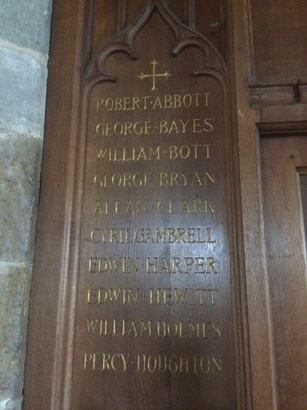 ROBERT·ABBOTT
GEORGE·BAYES
WILLIAM·BOTT
GEORGE·BRYAN
ALLAN·CLARK
CYRIL·GAMBRELL
EDWIN·HARPER
EDWIN·HEWITT
WILLIAM·HOLMES
PERCY·HOUGHTON